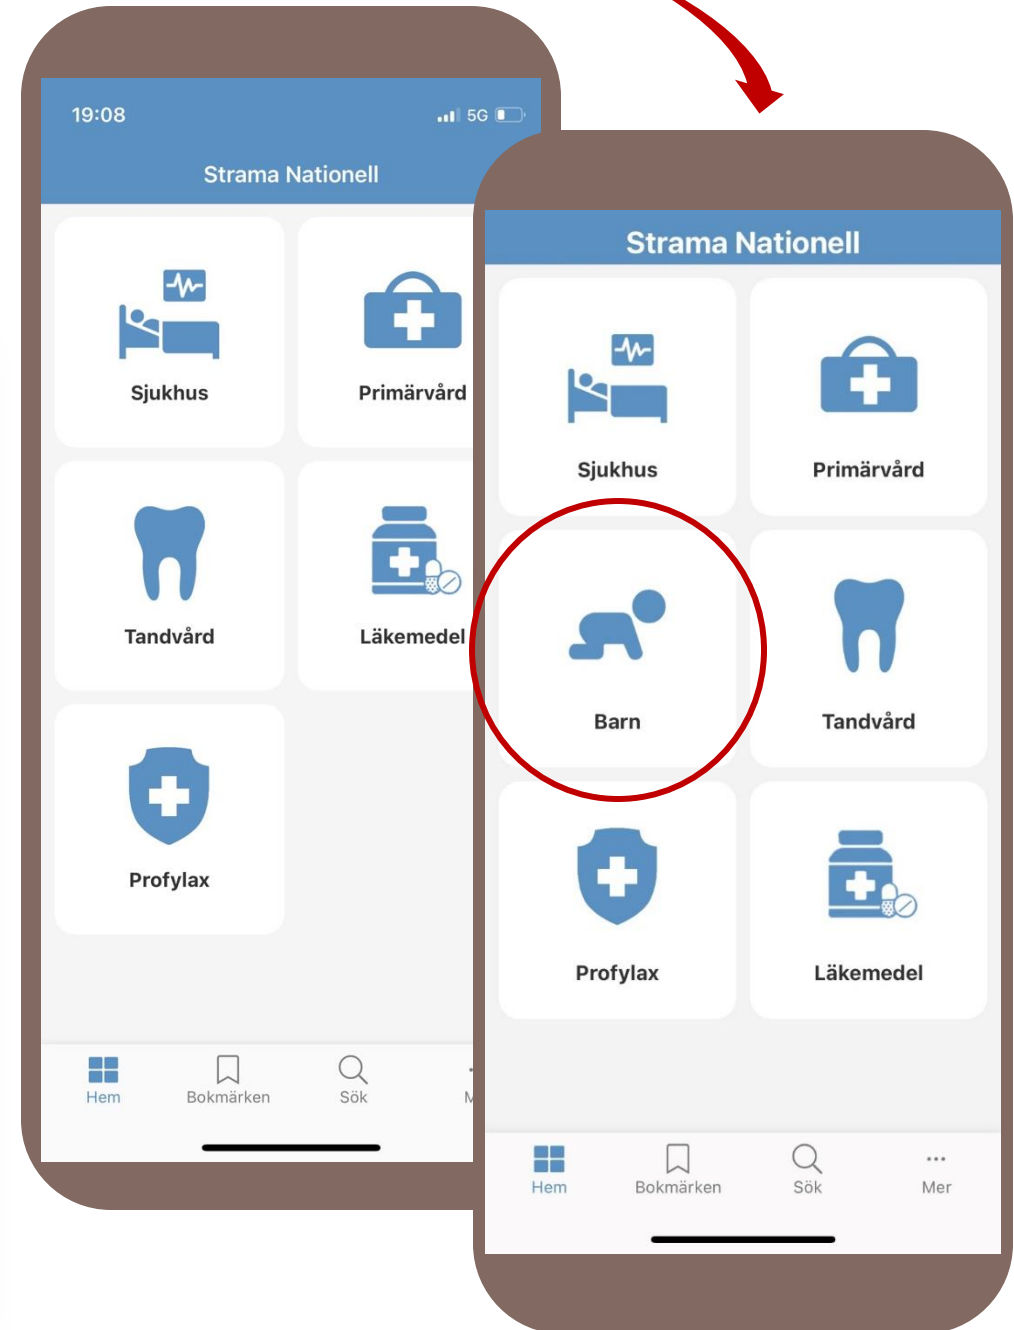 19:08
5G
Strama Nationell
Sjukhus
Primärvård
Tandvård
Läkemedel
Profylax
Hem
Bokmärken
Sök
Strama Nationell
Sjukhus
Primärvård
Barn
Tandvård
Profylax
Läkemedel
Hem
Bokmärken
Sök
Mer